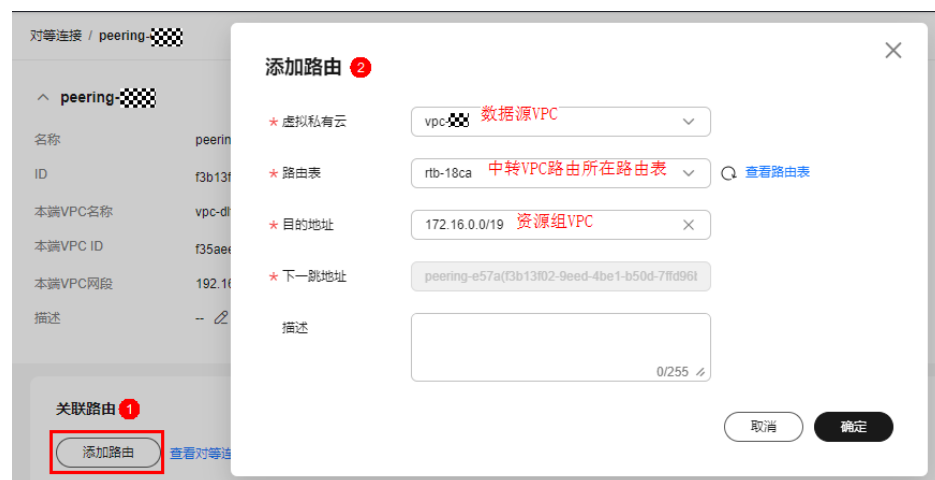 对等连接 / peering-
peering-
名称 peerin
ID f3b13f
本端VPC名称 vpc-d
本端VPC ID f35aee
本端VPC网段 192.16
描述 --
关联路由 1
添加路由 查看对等连
添加路由 2
* 虚拟私有云 vpc- 数据源VPC
* 路由表 rtb-18ca 中转VPC路由所在路由表 查看路由表
* 目的地址 172.16.0.0/19 资源组VPC
* 下一跳地址 peering-e57a(f3b13f02-9eed-4be1-b50d-7ffd96
描述
0/255
取消 确定